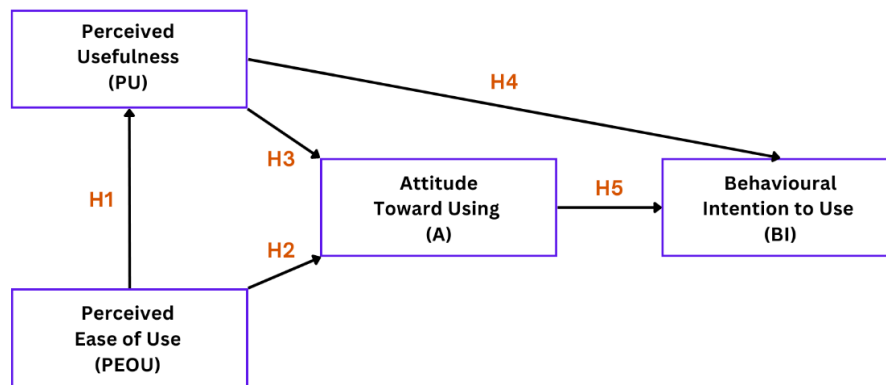 Perceived
Usefulness
(PU)
H4
H3
H1
Attitude
Toward Using
(A)
H5
Behavioural
Intention to Use
(BI)
H2
Perceived
Ease of Use
(PEOU)